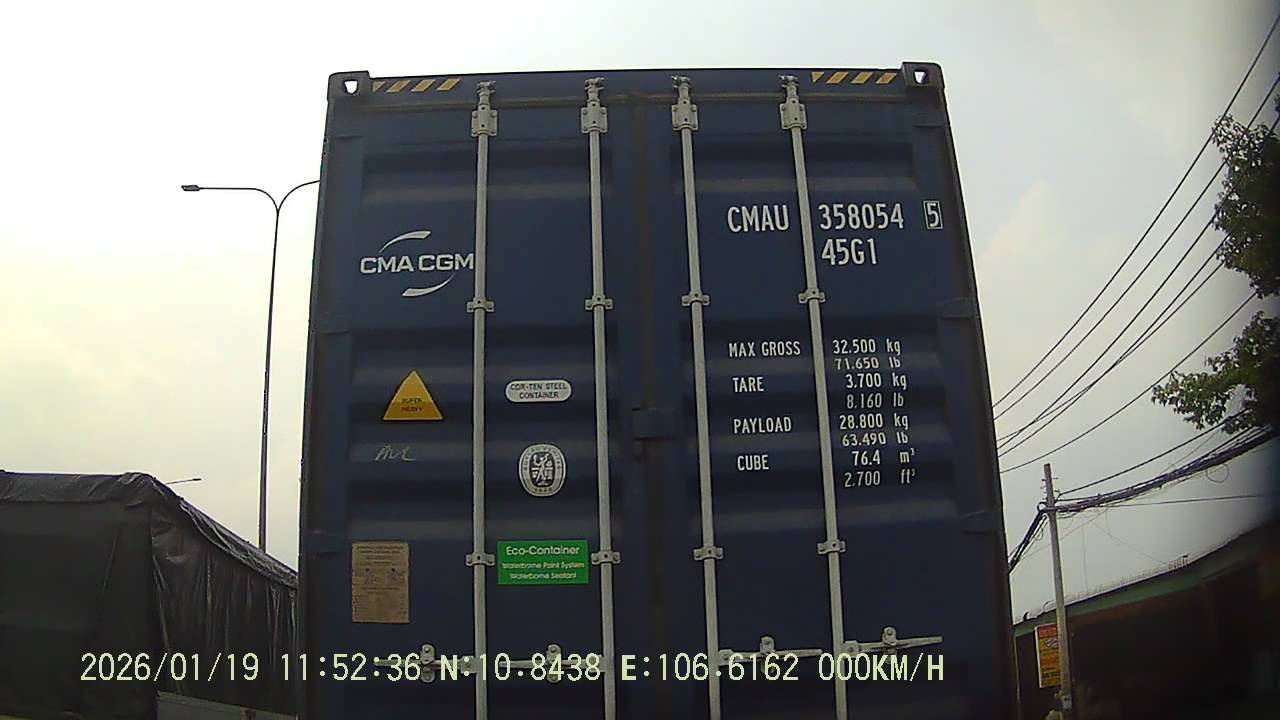 CMAU 358054 5
45G1
CMA CGM
MAX GROSS 32.500 kg
71.650 lb
TARE 3.700 kg
8.160 lb
PAYLOAD 28.800 kg
63.490 lb
CUBE 76.4 m³
2.700 ft³
SUPER
HEAVY
COR-TEN STEEL
CONTAINER
Eco-Container
Waterborne Paint System
Waterborne Sealant
2026/01/19 11:52:36 N:10.8438 E:106.6162 000KM/H